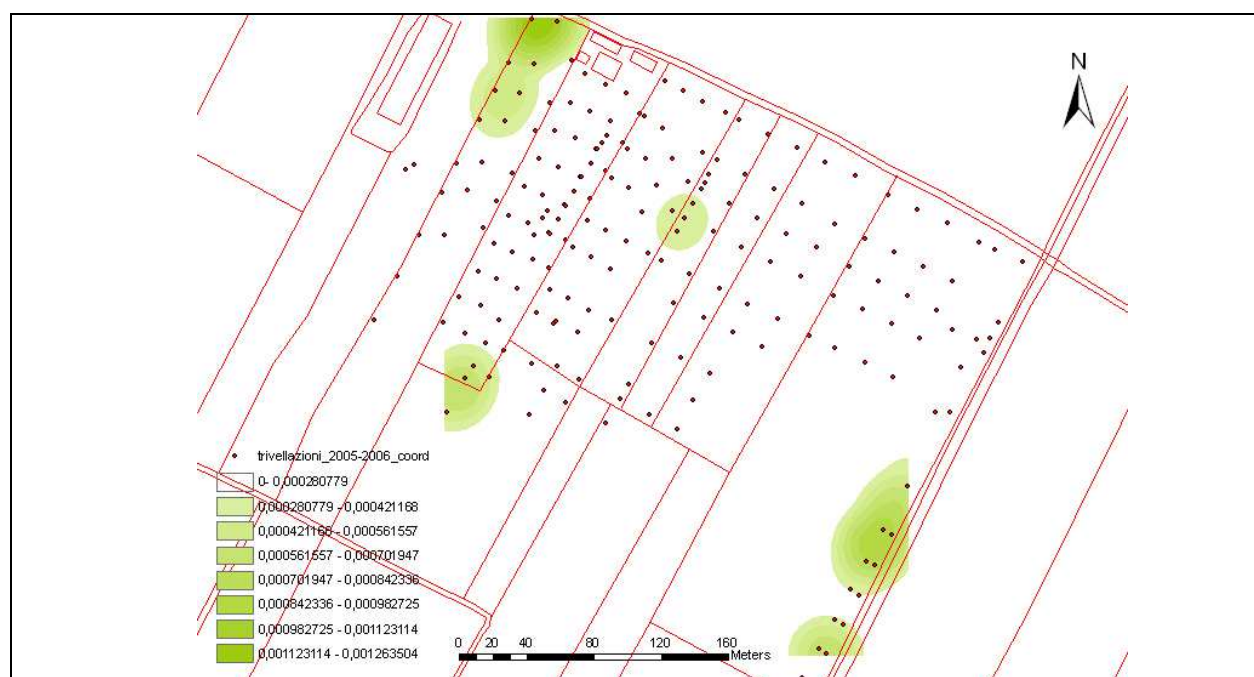 N
trivellazioni_2005-2006_coord
0- 0,000280779
0,000280779 - 0,000421168
0,000421168 - 0,000561557
0,000561557 - 0,000701947
0,000701947 - 0,000842336
0,000842336 - 0,000982725
0,000982725 - 0,001123114
0,001123114 - 0,001263504
0 20 40 80 120 160
Meters